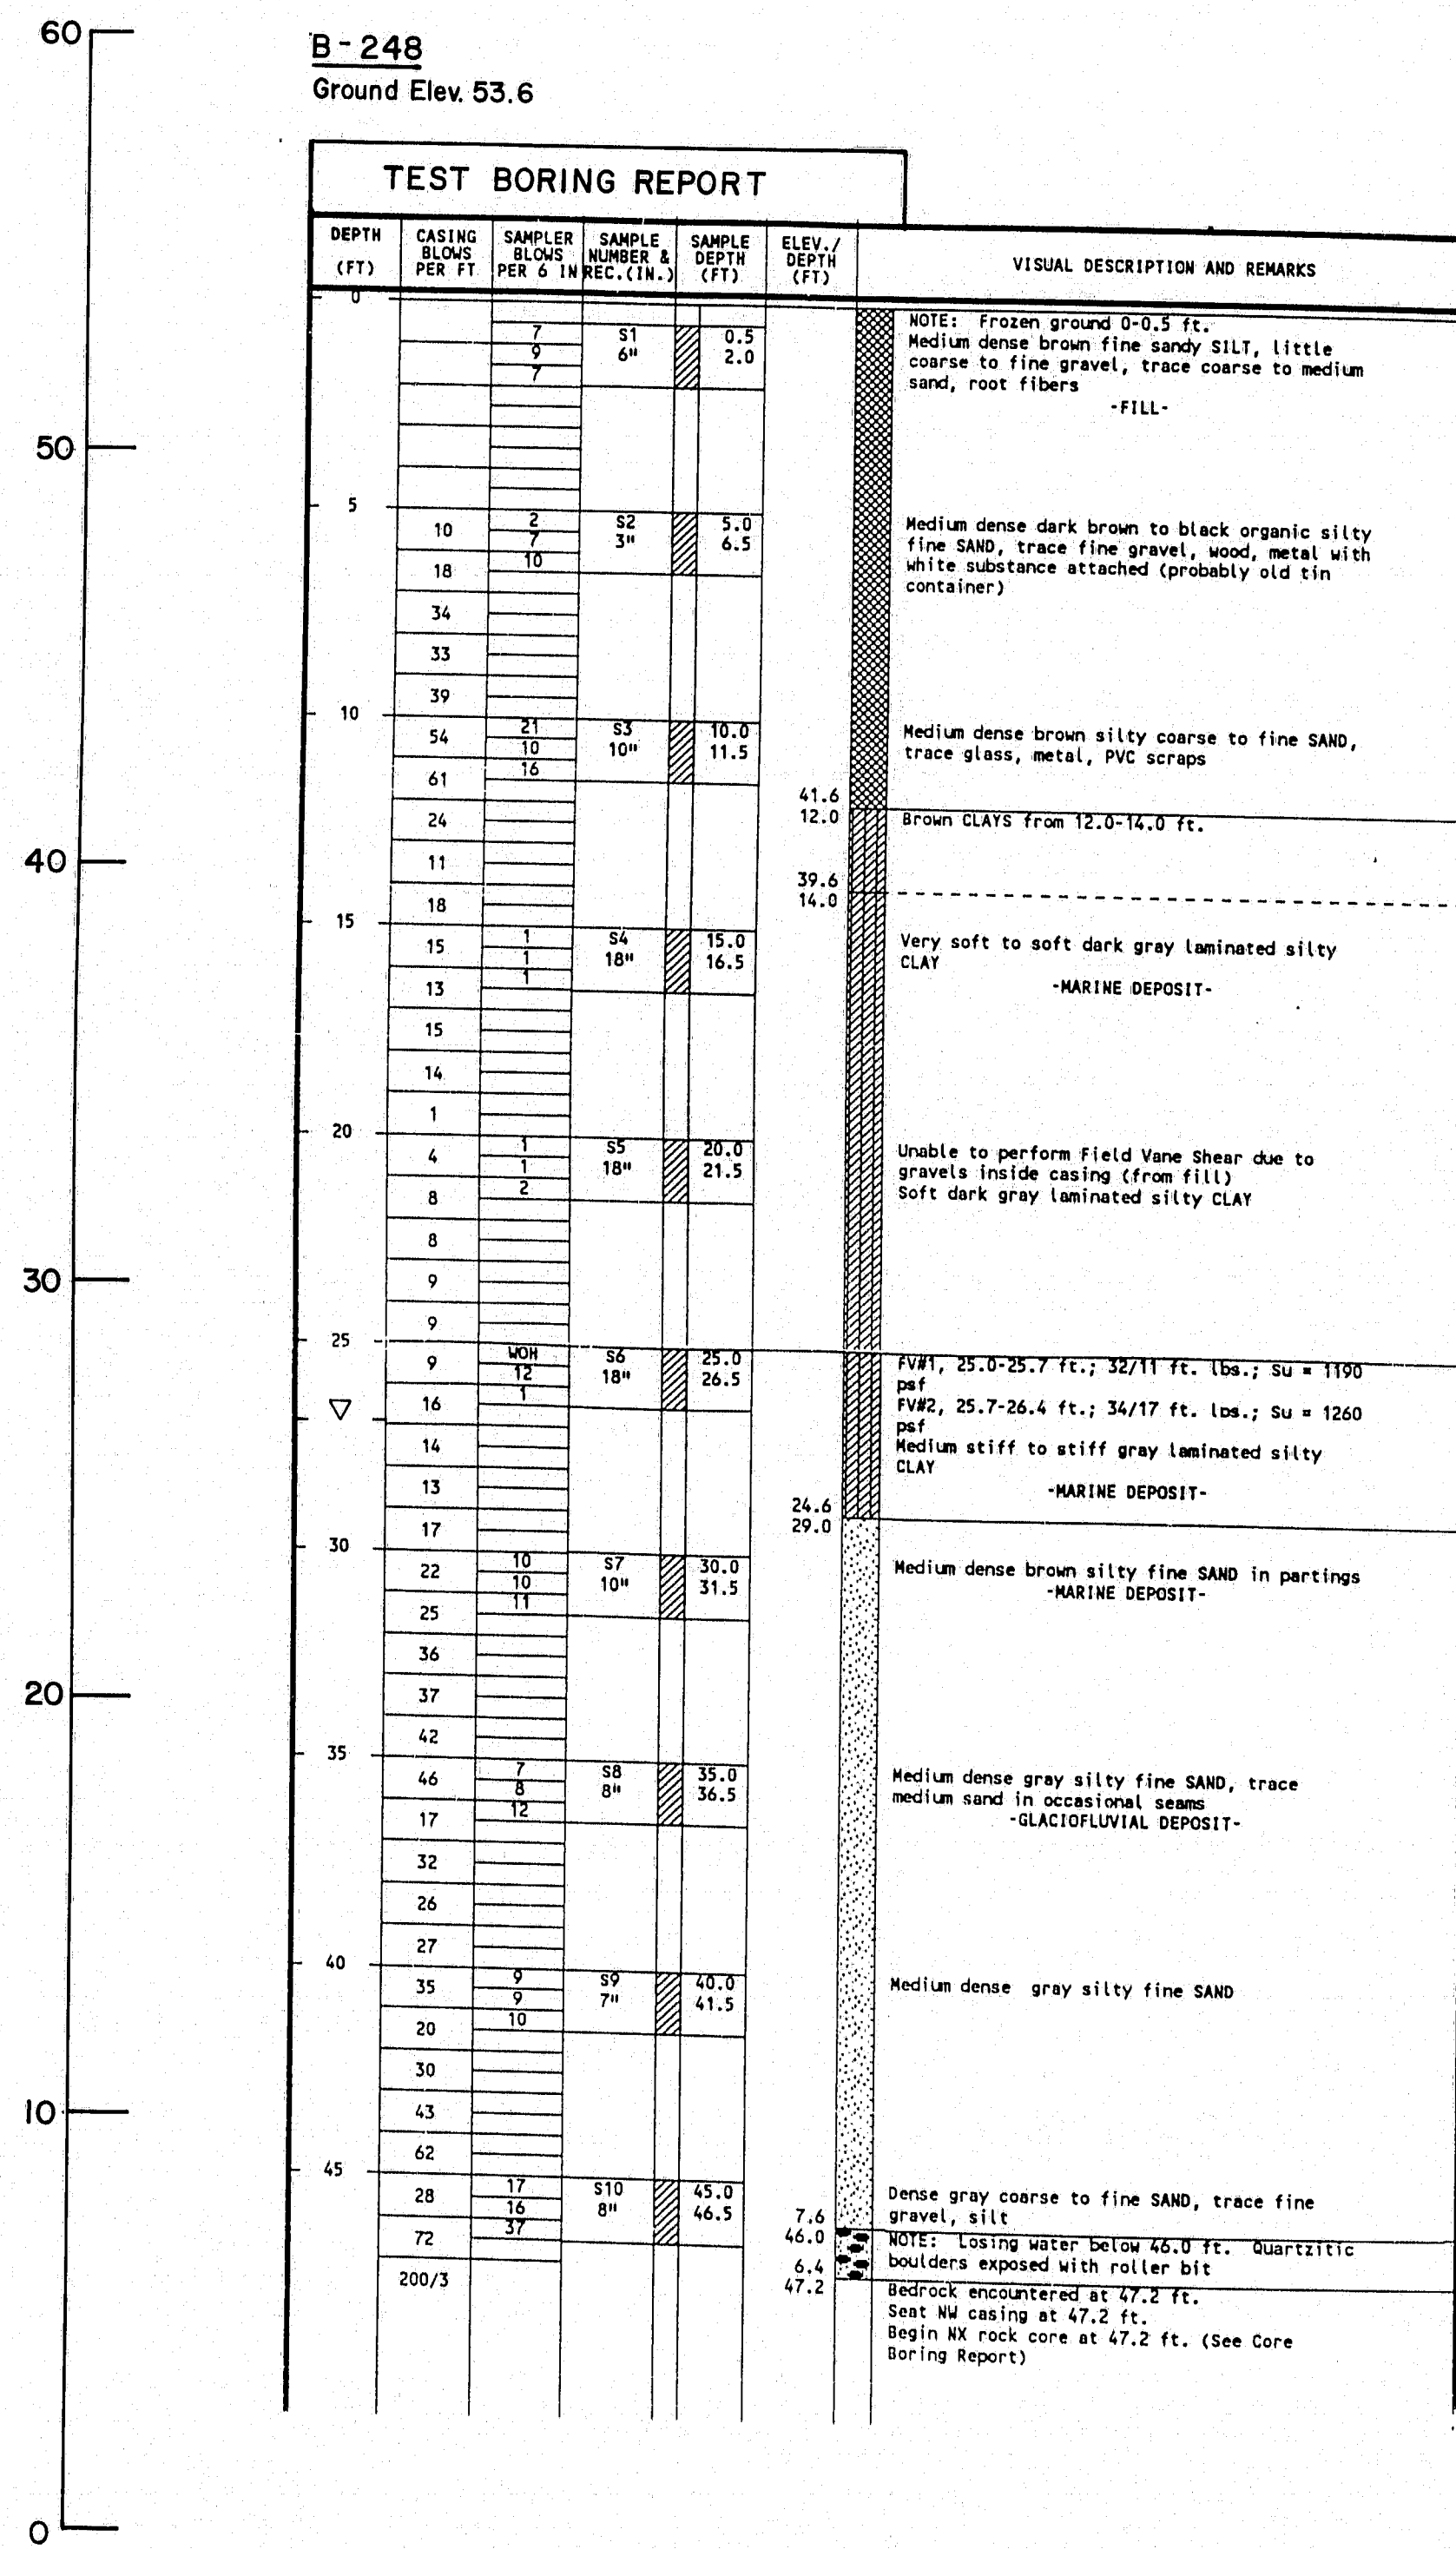 60
B-248
Ground Elev. 53.6
TEST BORING REPORT
DEPTH (FT)
CASING BLOWS PER FT
SAMPLER BLOWS PER 6 IN
SAMPLE NUMBER & REC.(IN.)
SAMPLE DEPTH (FT)
ELEV./ DEPTH (FT)
VISUAL DESCRIPTION AND REMARKS
0
NOTE: Frozen ground 0-0.5 ft.
7 S1 0.5 Medium dense brown fine sandy SILT, little
9 6" 2.0 coarse to fine gravel, trace coarse to medium
7 sand, root fibers
-FILL-
50
5
10 2 S2 5.0 Medium dense dark brown to black organic silty
7 3" 6.5 fine SAND, trace fine gravel, wood, metal with
18 10 white substance attached (probably old tin
container)
34
33
39
10
54 21 S3 10.0 Medium dense brown silty coarse to fine SAND,
10 10" 11.5 trace glass, metal, PVC scraps
61 16
41.6
24 12.0 Brown CLAYS from 12.0-14.0 ft.
40
11
39.6
18 14.0
15
15 1 S4 15.0 Very soft to soft dark gray laminated silty
1 18" 16.5 CLAY
13 1 -MARINE DEPOSIT-
15
14
1
20
4 1 S5 20.0 Unable to perform Field Vane Shear due to
1 18" 21.5 gravels inside casing (from fill)
8 2 Soft dark gray laminated silty CLAY
8
30
9
9
25
9 WOH S6 25.0 FV#1, 25.0-25.7 ft.; 32/11 ft. lbs.; Su = 1190
12 18" 26.5 psf
16 1 FV#2, 25.7-26.4 ft.; 34/17 ft. lbs.; Su = 1260
psf
14 Medium stiff to stiff gray laminated silty
CLAY
13 -MARINE DEPOSIT-
24.6
17 29.0
30
22 10 S7 30.0 Medium dense brown silty fine SAND in partings
10 10" 31.5 -MARINE DEPOSIT-
25 11
36
20
37
42
35
46 7 S8 35.0 Medium dense gray silty fine SAND, trace
8 8" 36.5 medium sand in occasional seams
17 12 -GLACIOFLUVIAL DEPOSIT-
32
26
27
40
35 9 S9 40.0 Medium dense gray silty fine SAND
9 7" 41.5
20 10
30
10
43
62
45
28 17 S10 45.0 Dense gray coarse to fine SAND, trace fine
16 8" 46.5 7.6 gravel, silt
72 37 46.0 NOTE: Losing water below 46.0 ft. Quartzitic
6.4 boulders exposed with roller bit
200/3 47.2 Bedrock encountered at 47.2 ft.
Seat NW casing at 47.2 ft.
Begin NX rock core at 47.2 ft. (See Core
Boring Report)
0